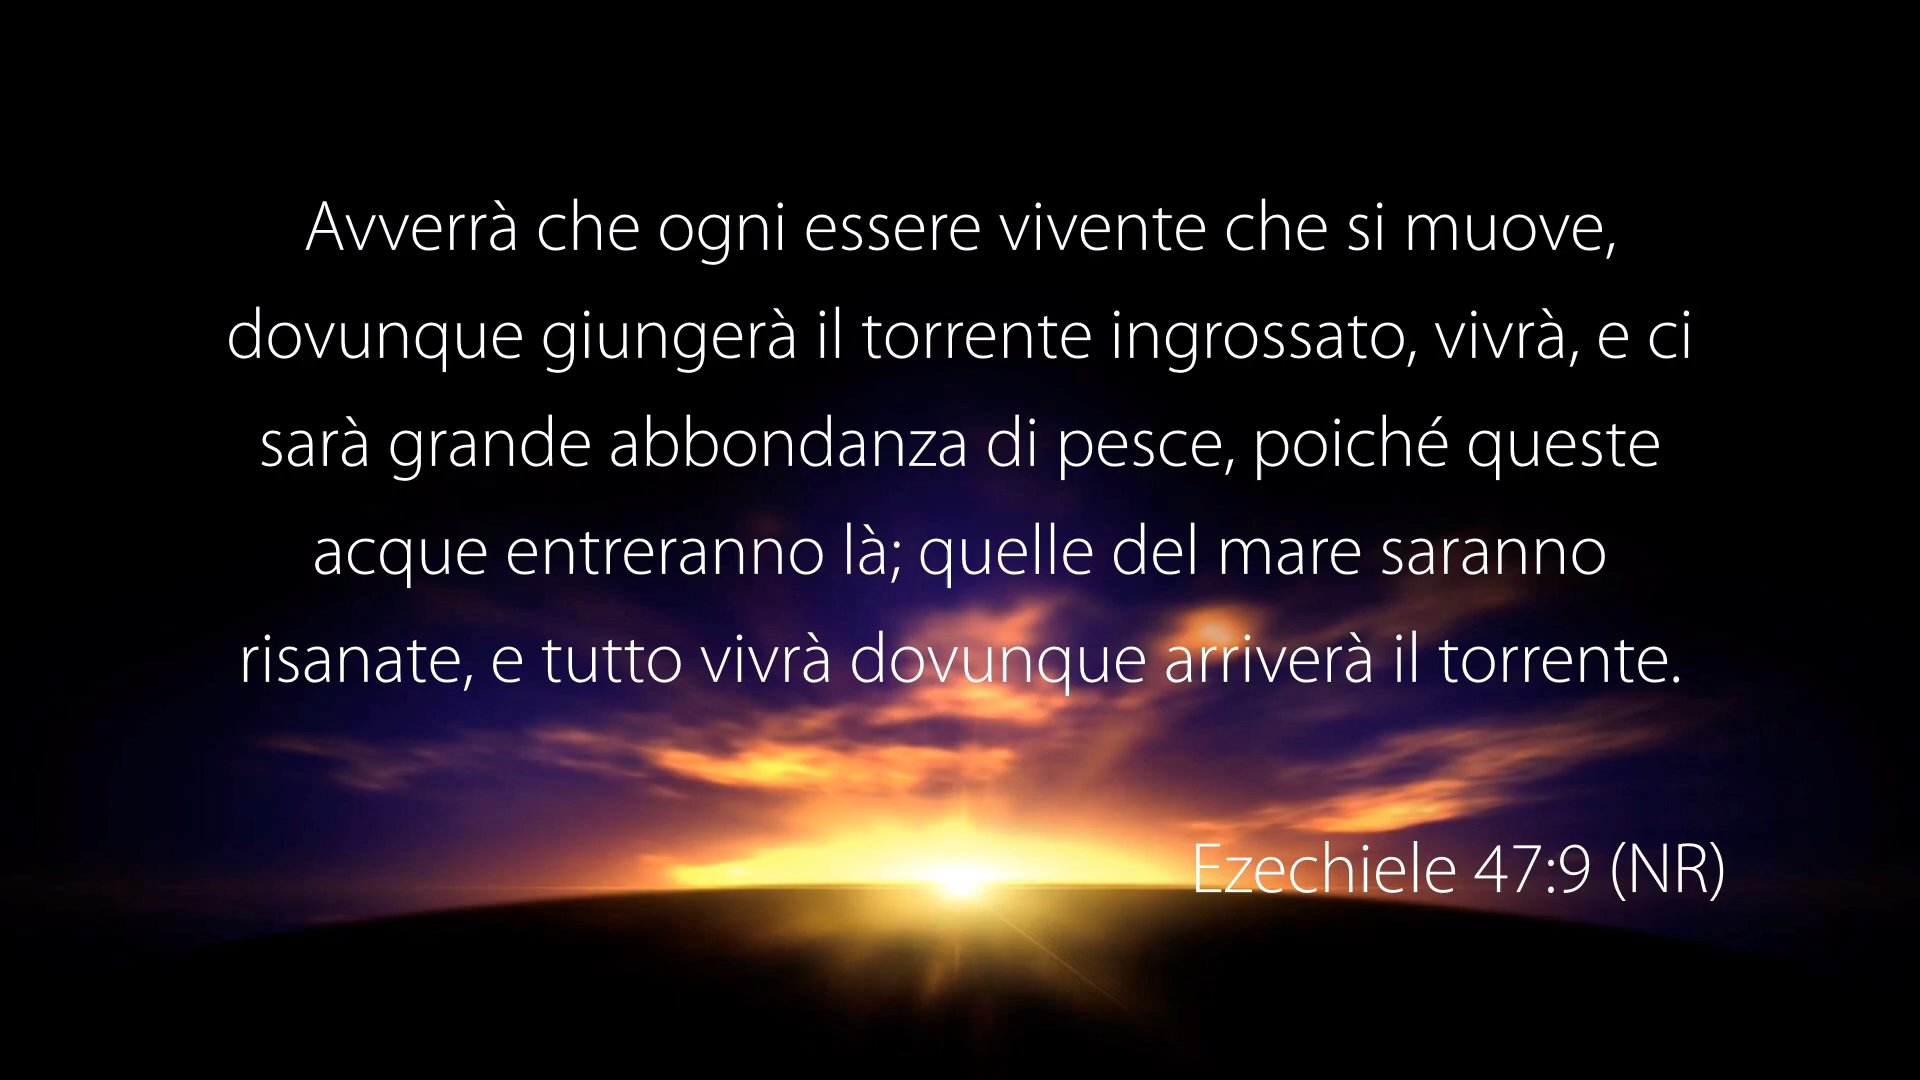 Avverrà che ogni essere vivente che si muove,
dovunque giungerà il torrente ingrossato, vivrà, e ci
sarà grande abbondanza di pesce, poiché queste
acque entreranno là; quelle del mare saranno
risanate, e tutto vivrà dovunque arriverà il torrente.
Ezechiele 47:9 (NR)